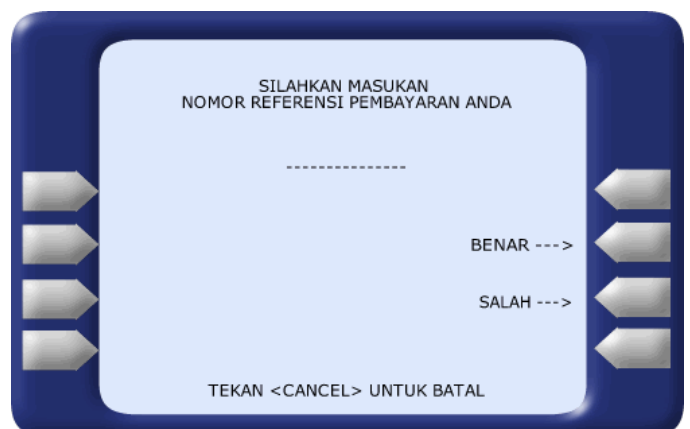 SILAHKAN MASUKAN
NOMOR REFERENSI PEMBAYARAN ANDA
---------------
BENAR --->
SALAH --->
TEKAN <CANCEL> UNTUK BATAL